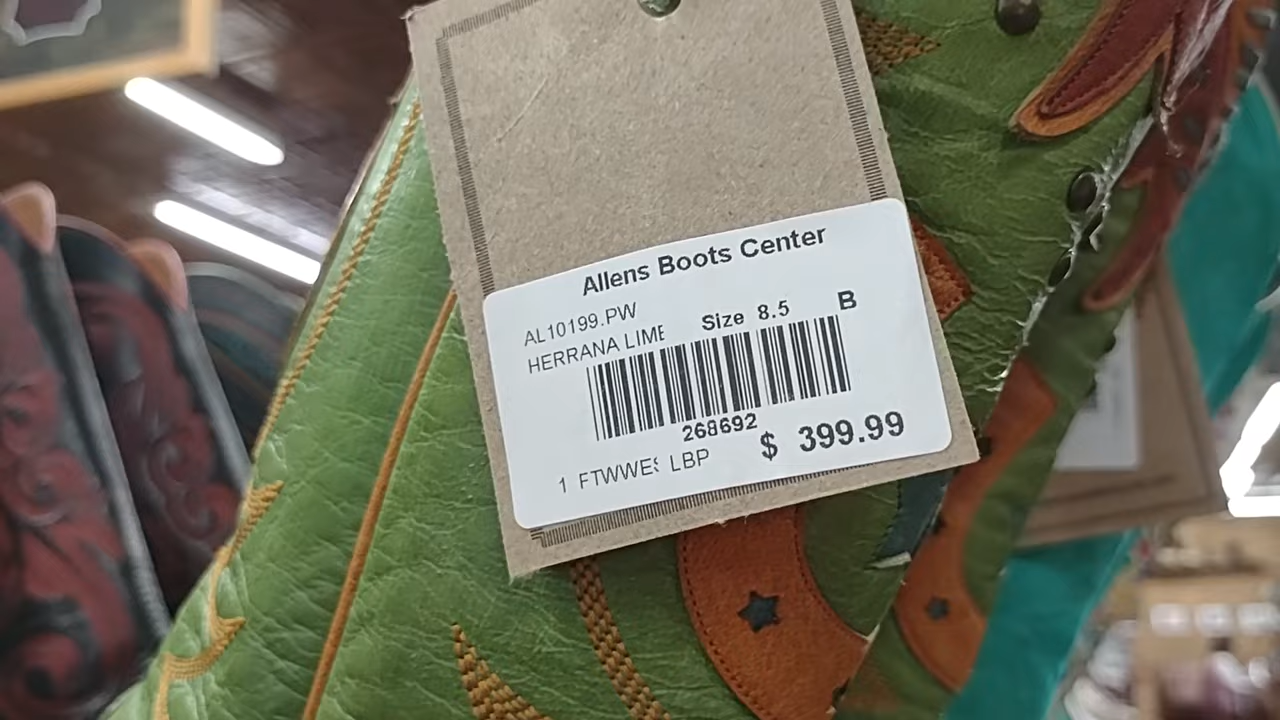 Allens Boots Center
AL10199.PW
Size 8.5 B
HERRANA LIME
268692
$ 399.99
1 FTWWES LBP